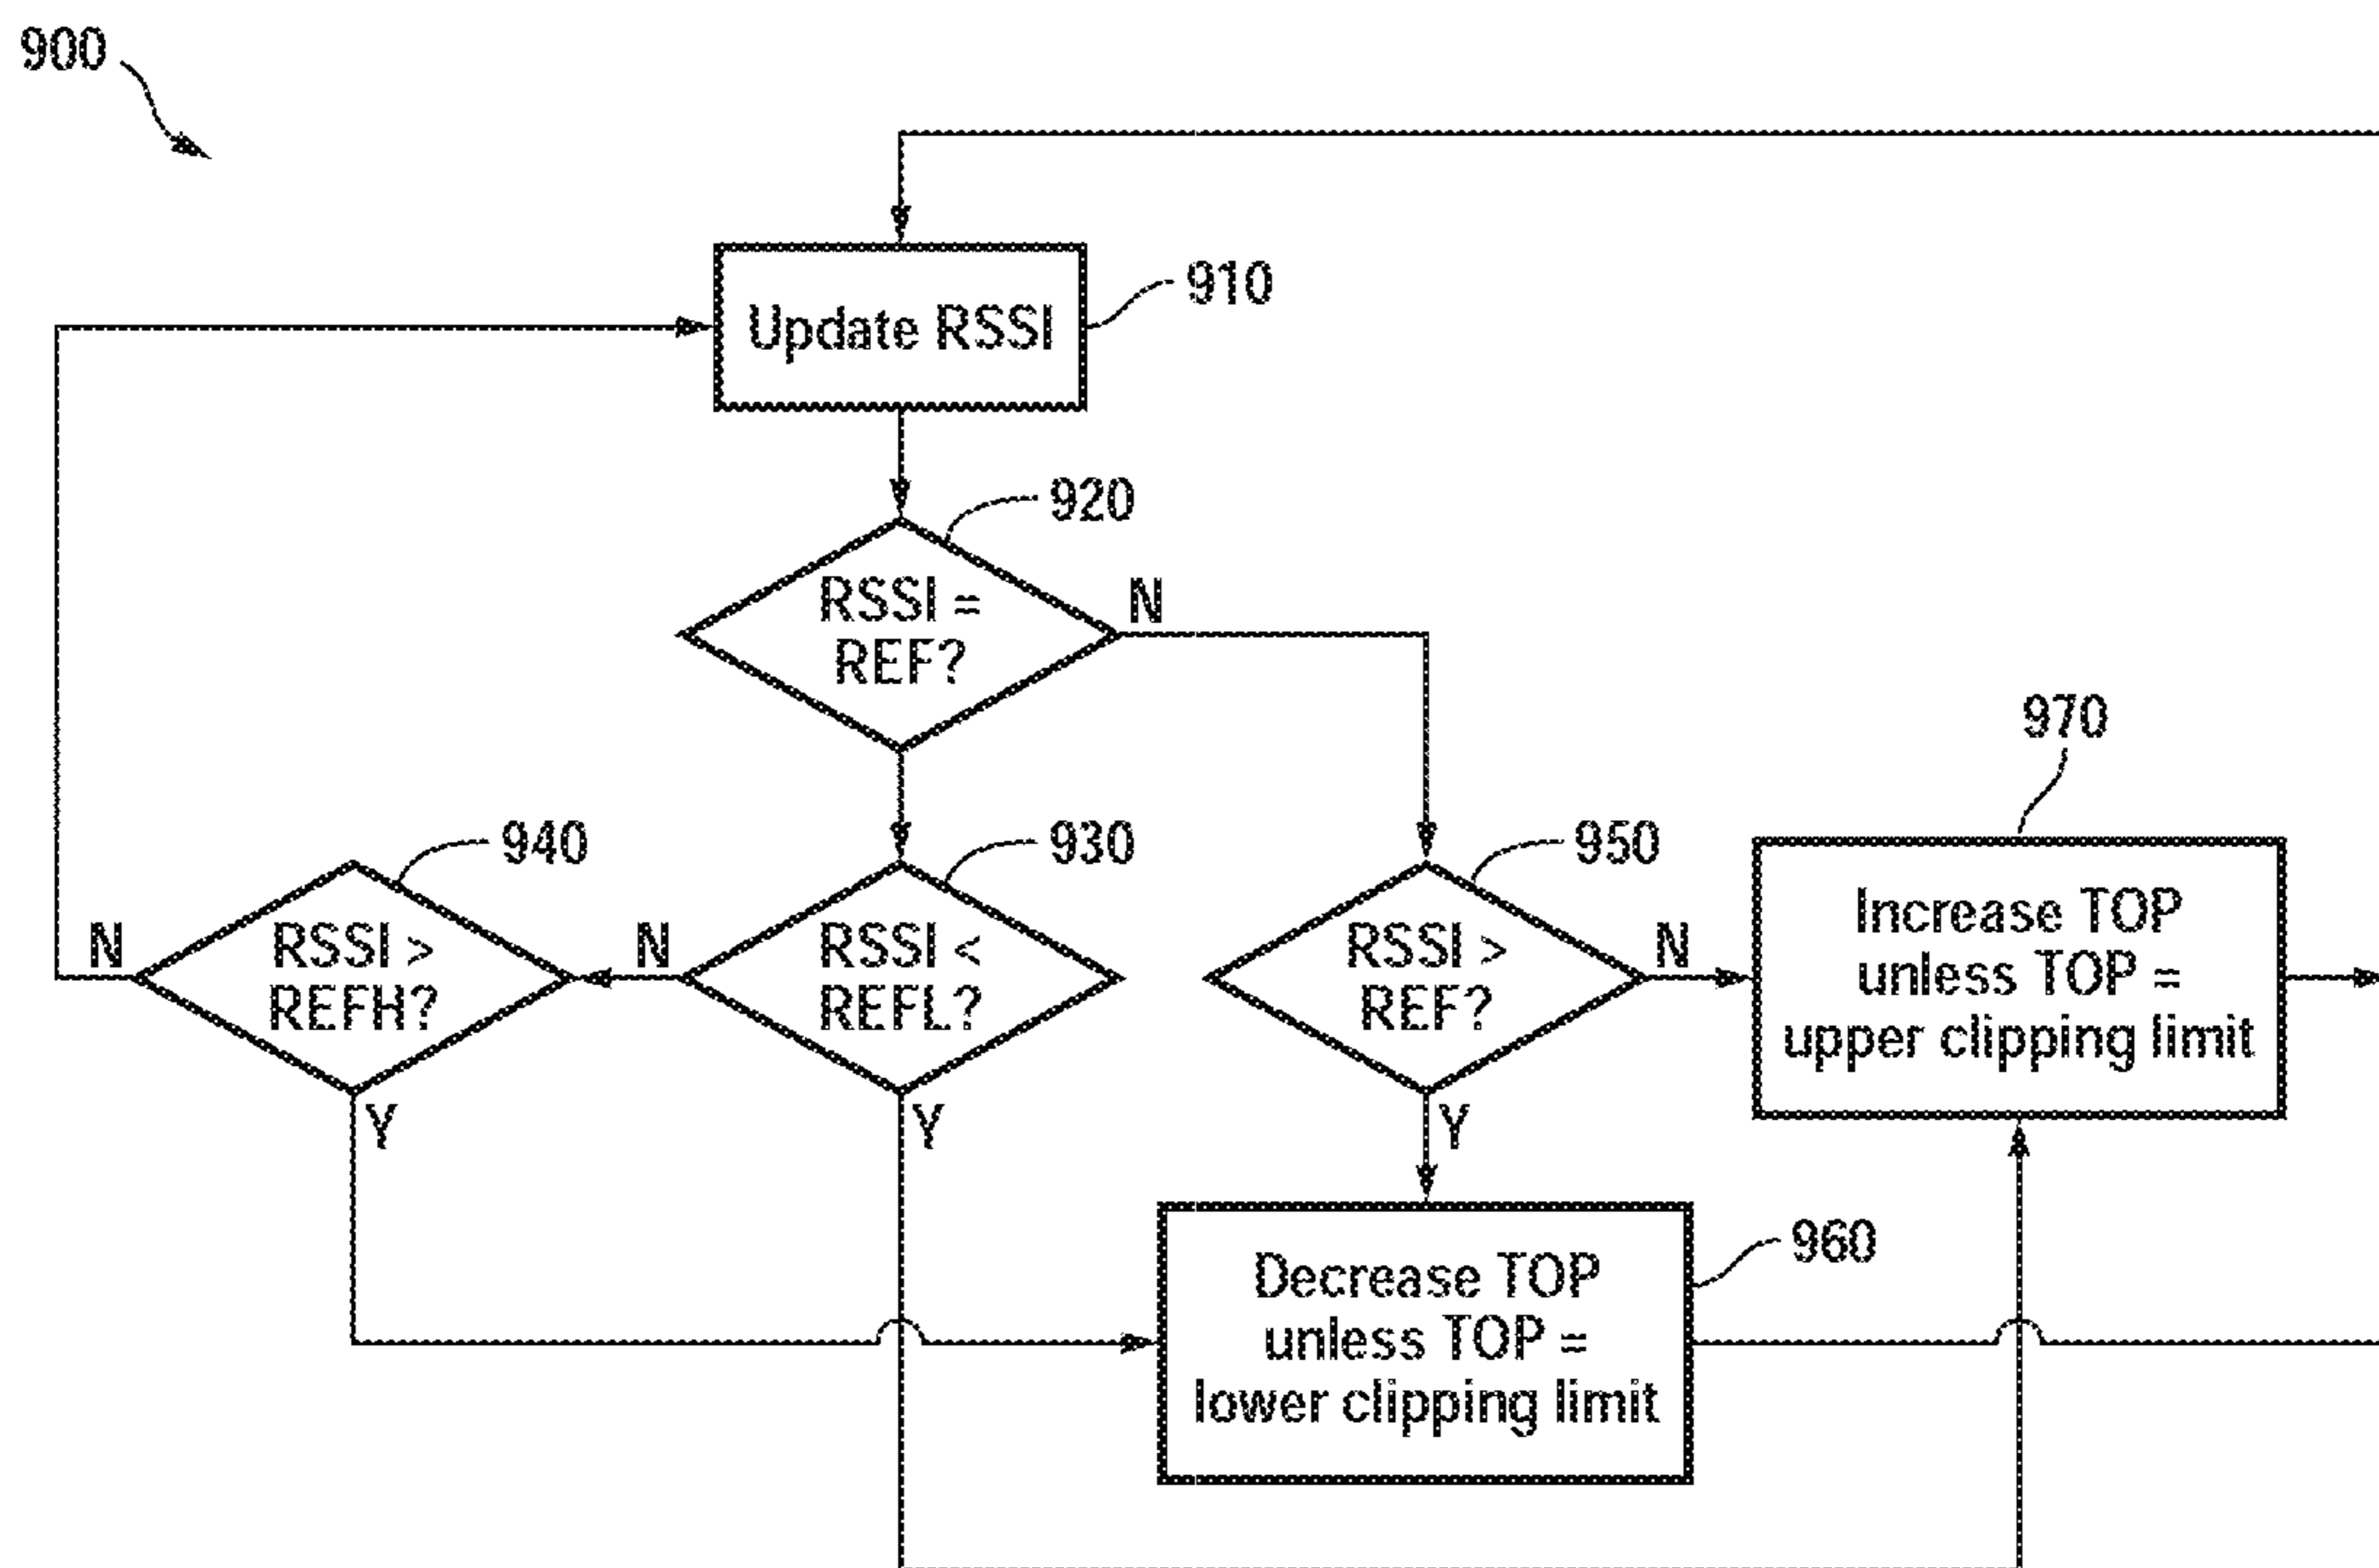 900
Update RSSI
910
920
RSSI =
REF?
N
970
940
930
950
N
RSSI >
REFH?
N
RSSI <
REFL?
RSSI >
REF?
N
Increase TOP
unless TOP =
upper clipping limit
Y
Y
Y
Decrease TOP
unless TOP =
lower clipping limit
960